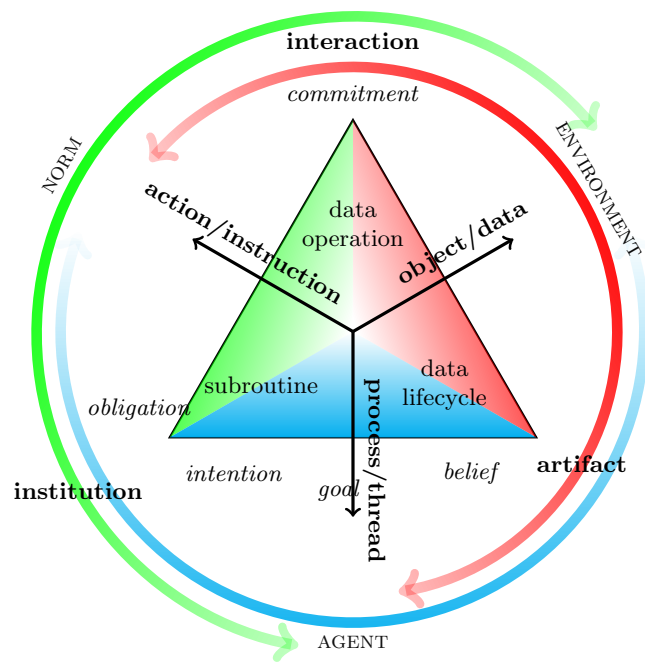 interaction
commitment
NORM
ENVIRONMENT
action/instruction
data
operation
object/data
subroutine
data
lifecycle
obligation
process/thread
intention
goal
belief
artifact
institution
AGENT